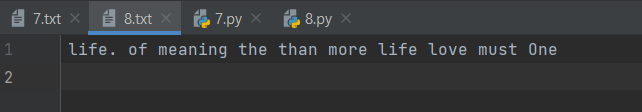 7.txt 8.txt 7.py 8.py
1 life. of meaning the than more life love must One
2